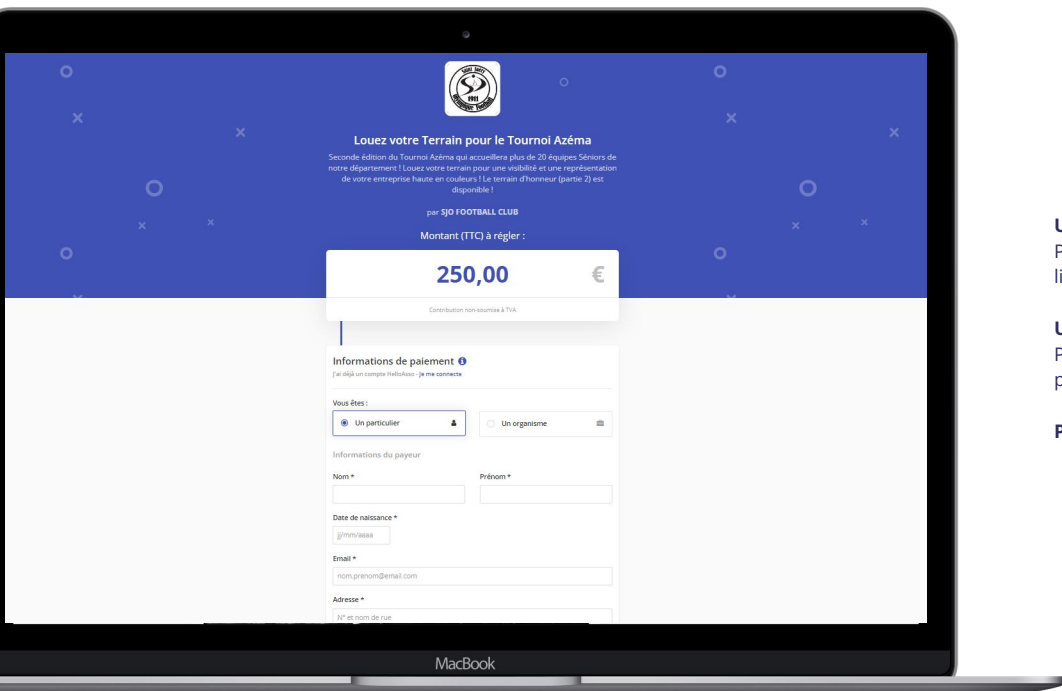 SAINT JORY
1911
Louez votre Terrain pour le Tournoi Azéma
Seconde édition du Tournoi Azéma qui accueillera plus de 20 équipes Séniors de
notre département ! Louez votre terrain pour une visibilité et une représentation
de votre entreprise haute en couleurs ! Le terrain d'honneur (partie 2) est
disponible !
par SJO FOOTBALL CLUB
Montant (TTC) à régler :
250,00 €
Contribution non-soumise à TVA
Informations de paiement
J'ai déjà un compte HelloAsso - Je me connecte
Vous êtes :
Un particulier
Un organisme
Informations du payeur
Nom * Prénom *
Date de naissance *
jj/mm/aaaa
Email *
nom.prenom@email.com
Adresse *
N° et nom de rue
MacBook
U
P
li
U
P
p
P